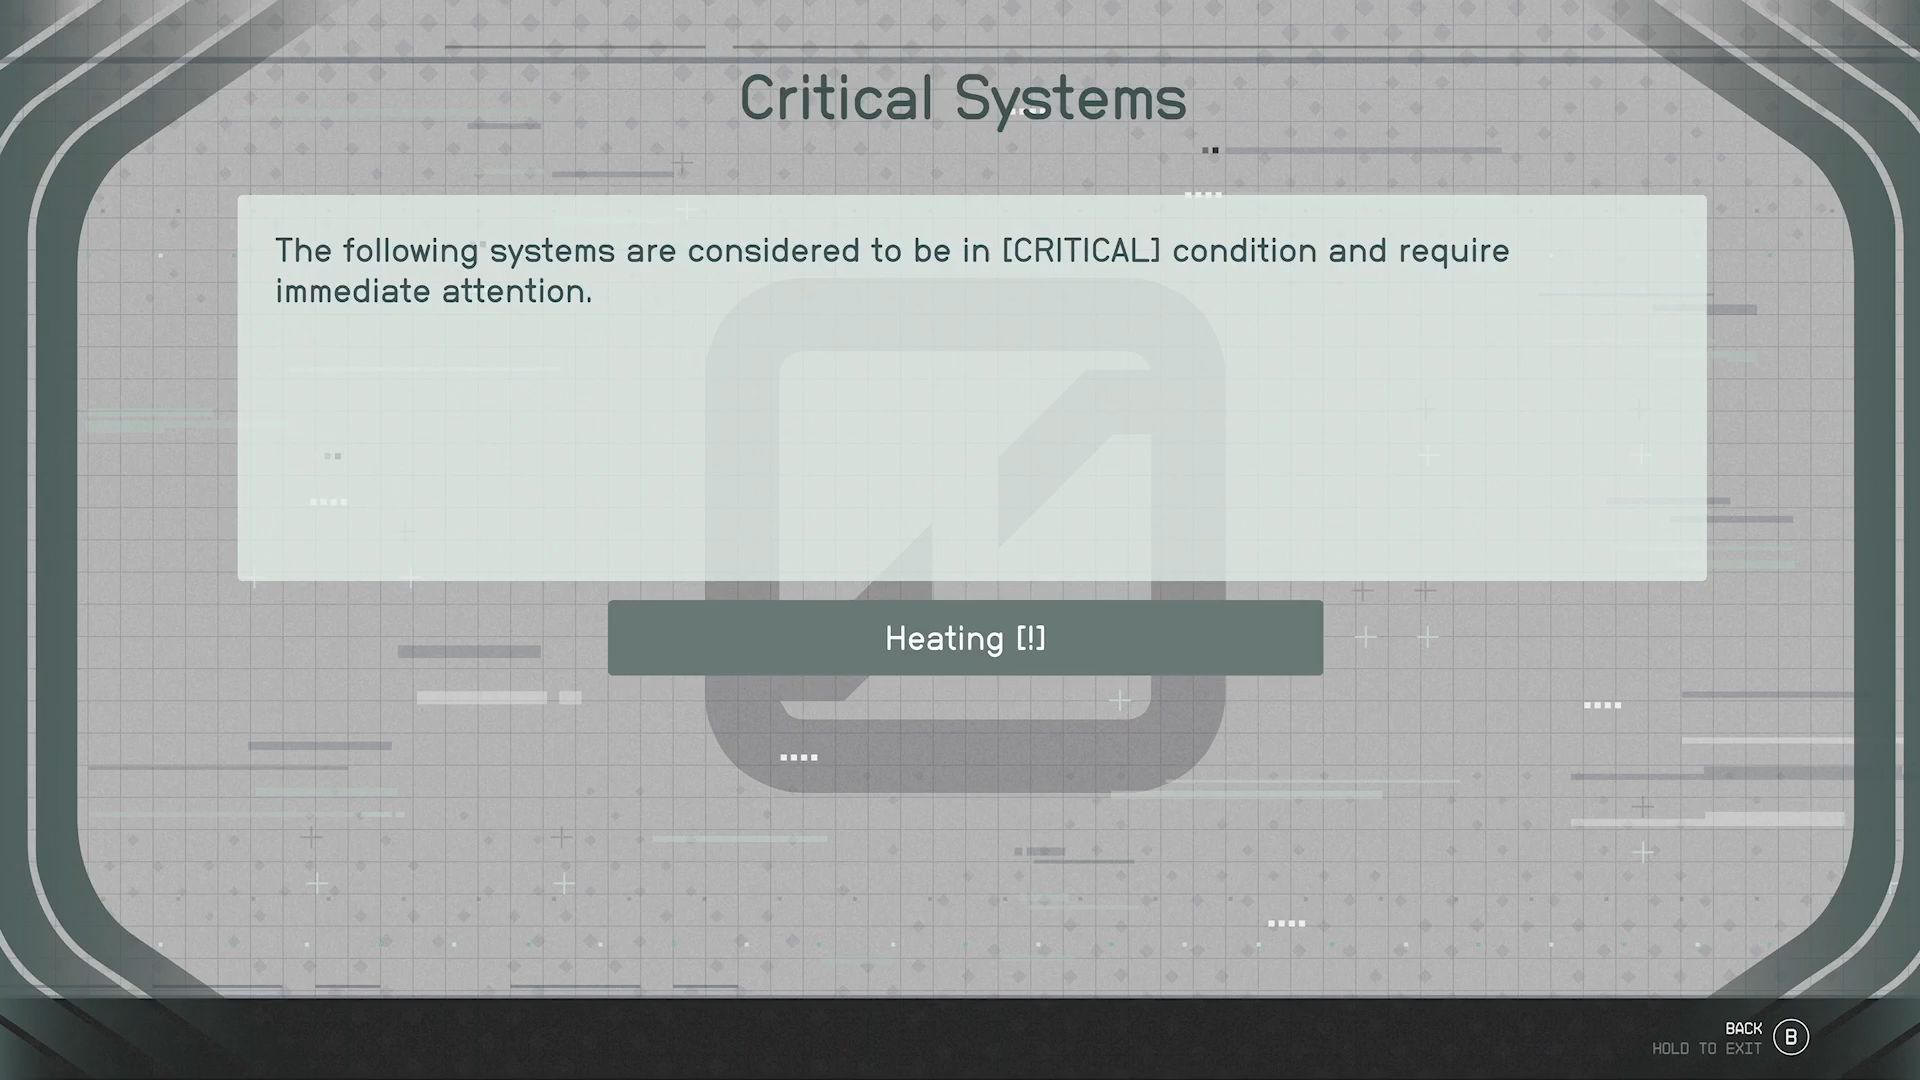 Critical Systems
The following systems are considered to be in [CRITICAL] condition and require
immediate attention.
Heating [!]
BACK
HOLD TO EXIT
B